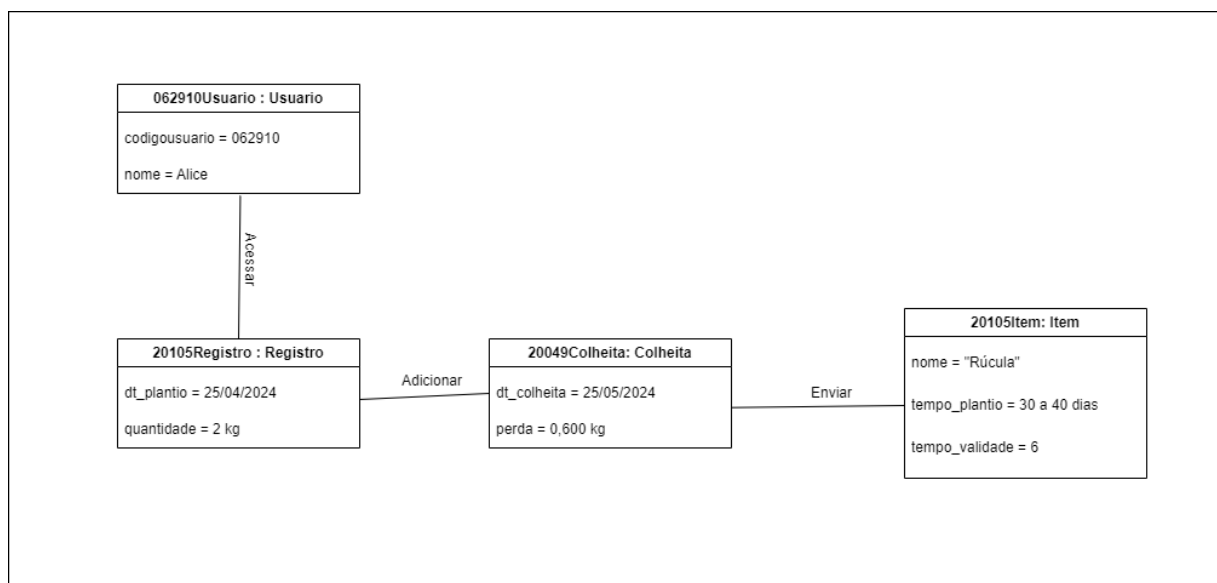 062910Usuario : Usuario
codigousuario = 062910
nome = Alice
Acessar
20105Registro : Registro
dt_plantio = 25/04/2024
quantidade = 2 kg
Adicionar
20049Colheita: Colheita
dt_colheita = 25/05/2024
perda = 0,600 kg
Enviar
20105Item: Item
nome = "Rúcula"
tempo_plantio = 30 a 40 dias
tempo_validade = 6